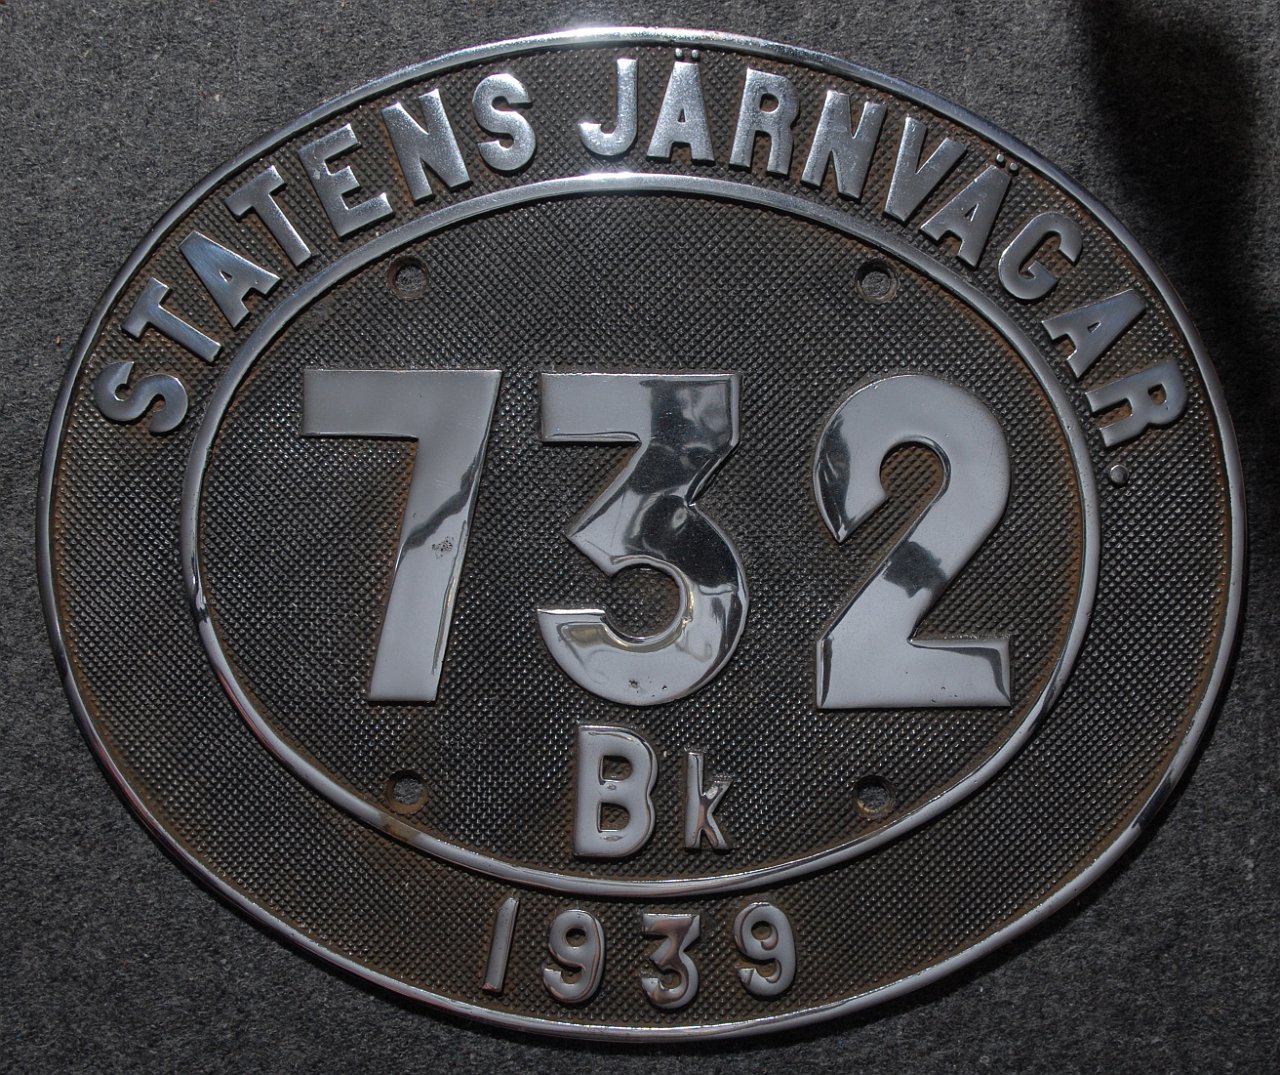 STATENS JÄRNVÄGAR.
732
Bk
1939